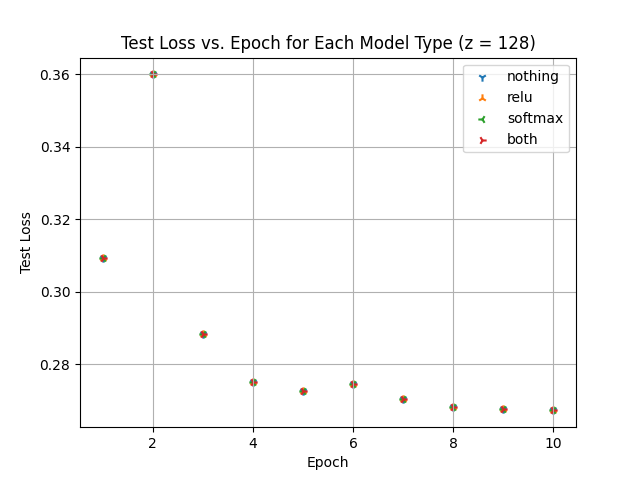 Test Loss vs. Epoch for Each Model Type (z = 128)
0.36
0.34
0.32
0.30
0.28
Test Loss
nothing
relu
softmax
both
2
4
6
8
10
Epoch